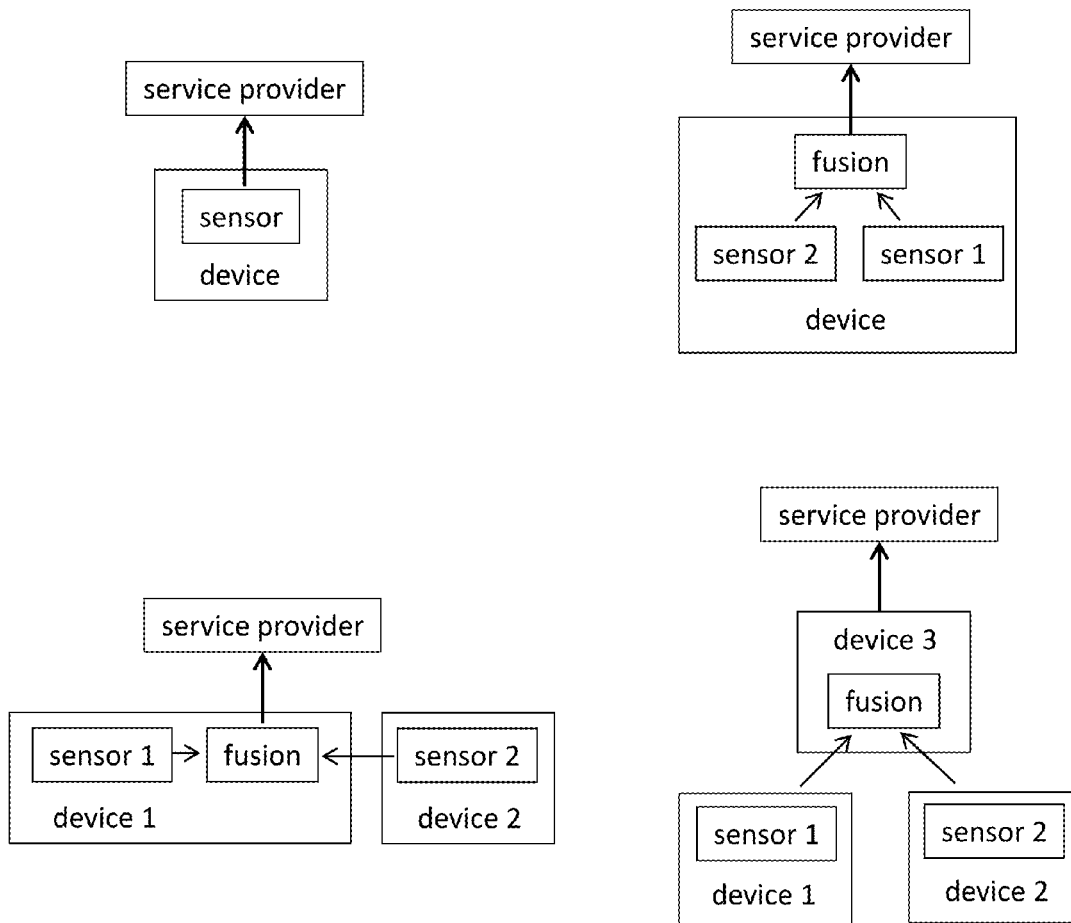 service provider
sensor
device
service provider
fusion
sensor 2
sensor 1
device
service provider
sensor 1
fusion
sensor 2
device 1
device 2
service provider
device 3
fusion
sensor 1
sensor 2
device 1
device 2